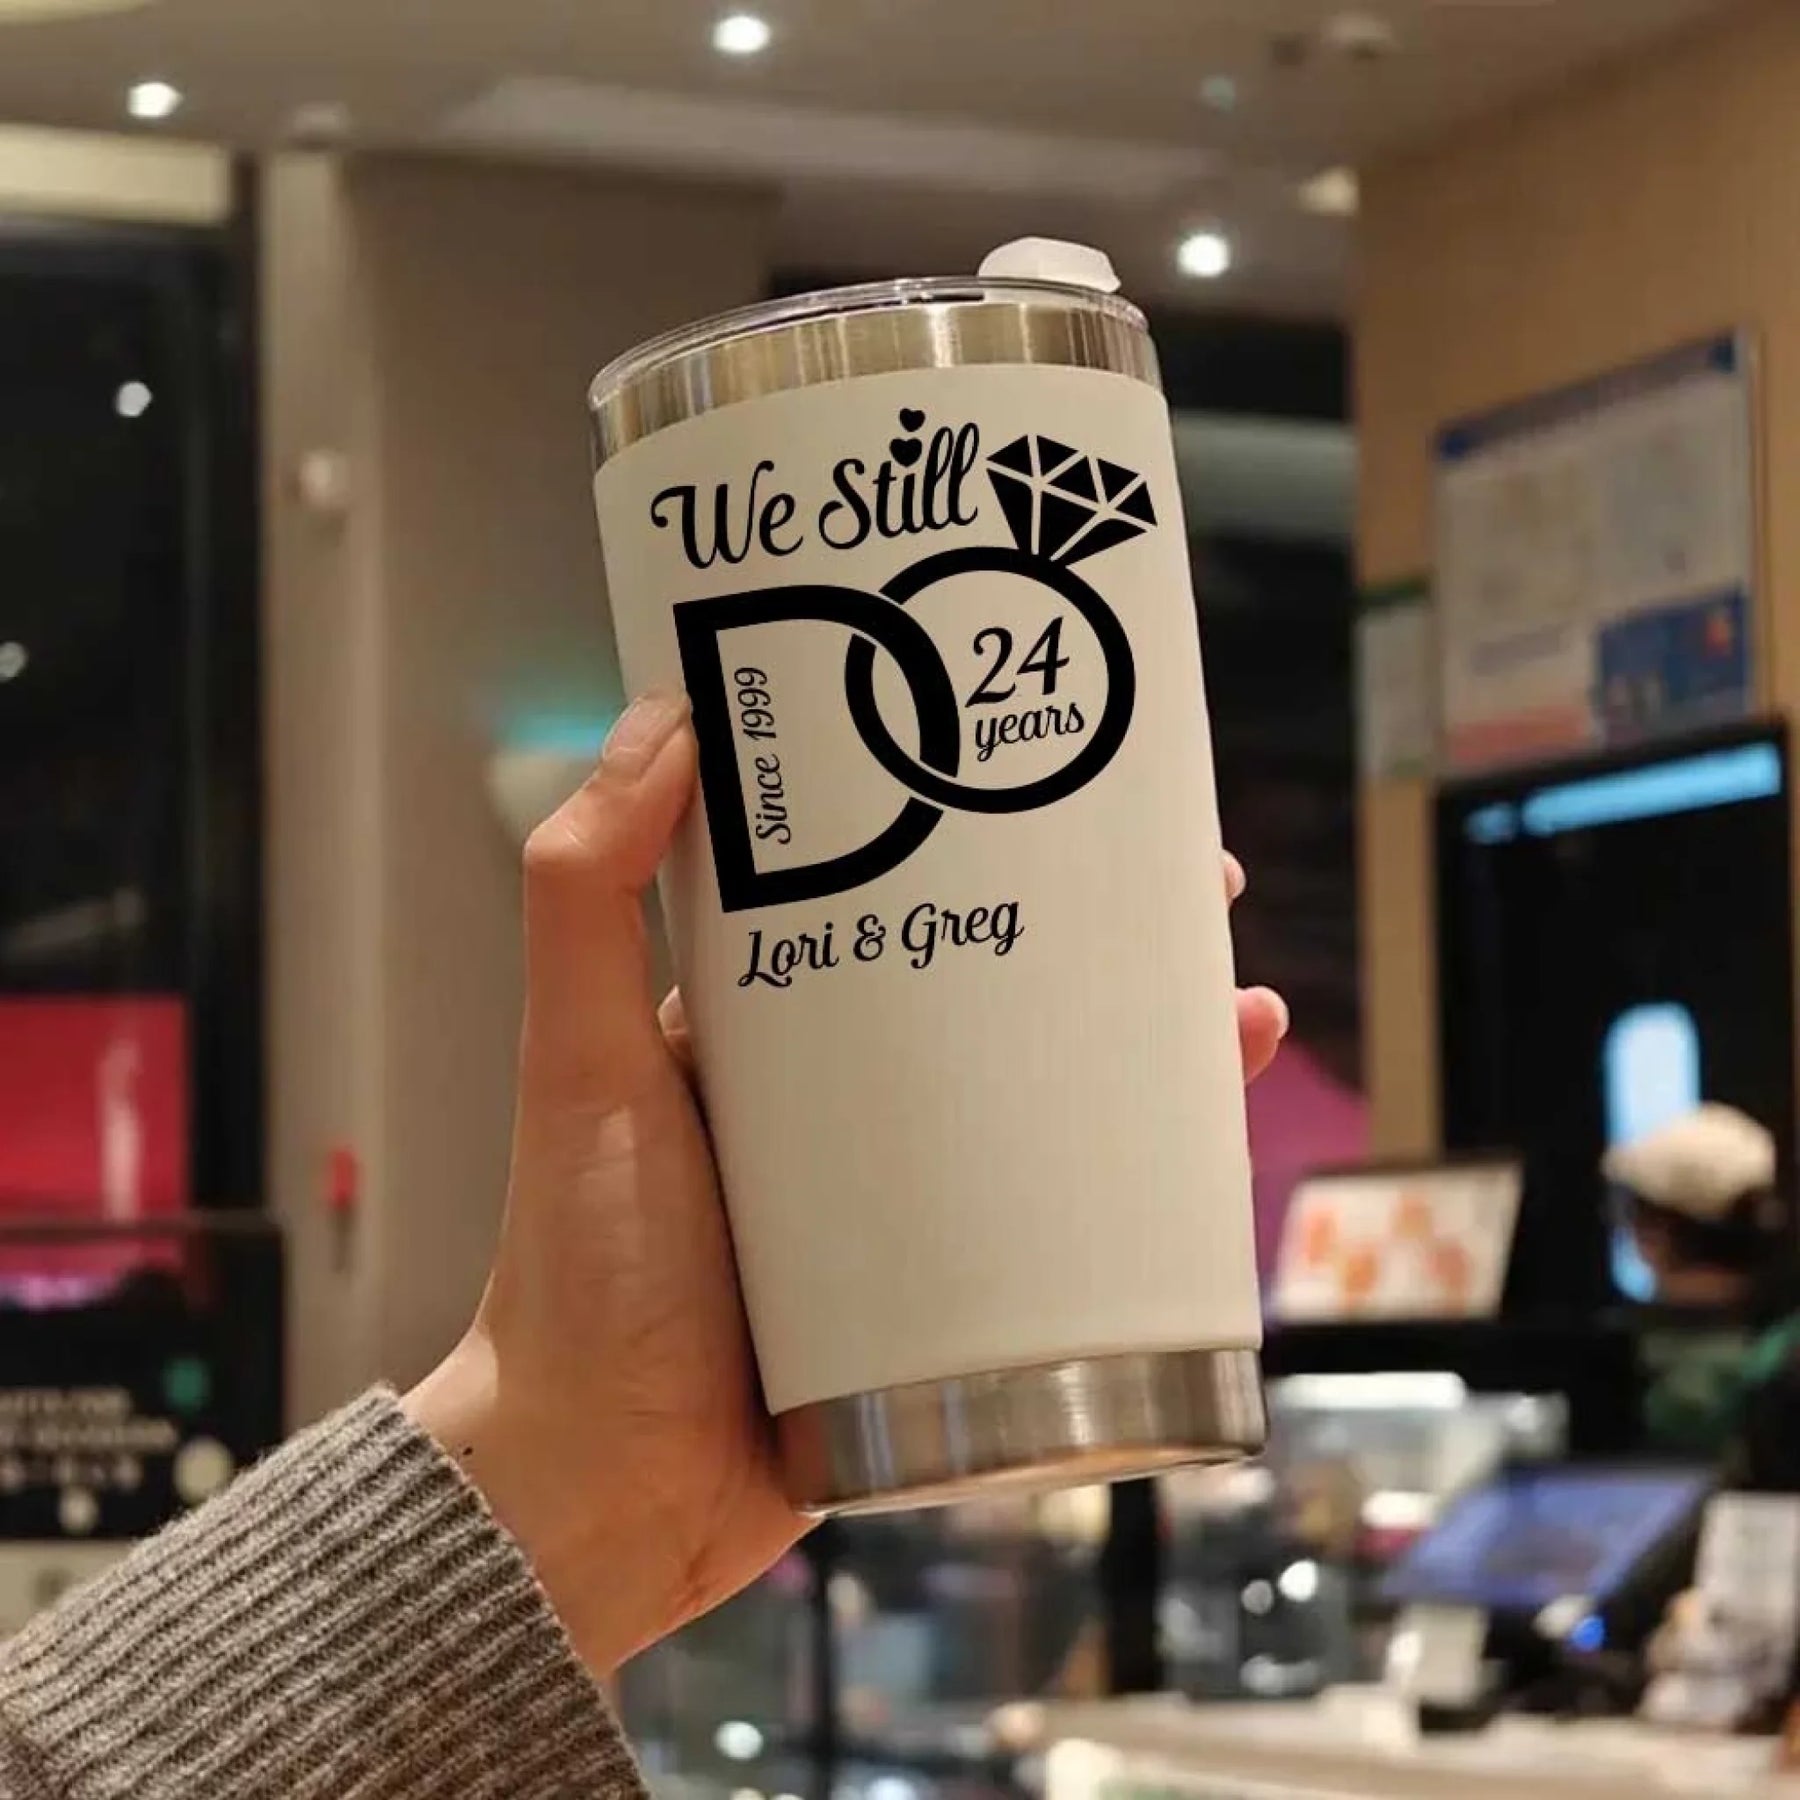 We Still
DO
Since 1999
24
years
Lori & Greg